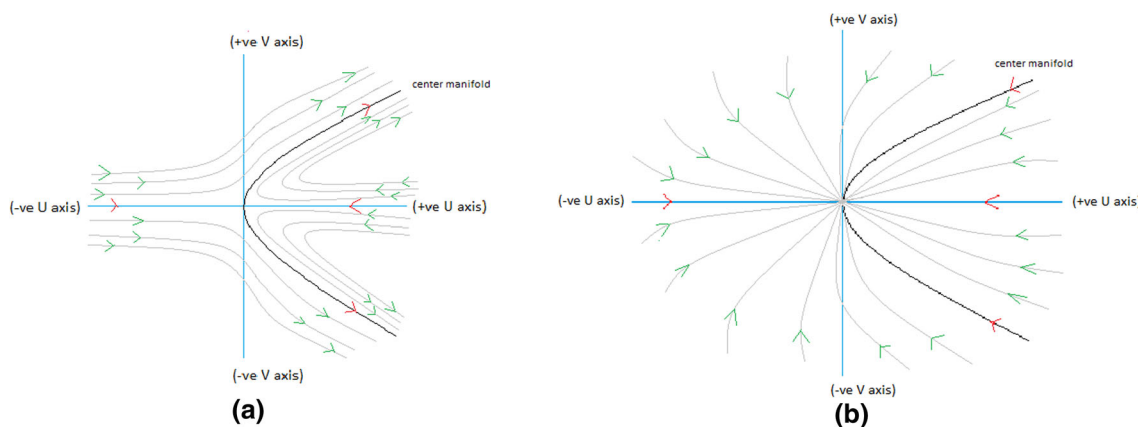 (+ve V axis)
center manifold
(-ve U axis)
(+ve U axis)
(-ve V axis)
(a)
(+ve V axis)
center manifold
(-ve U axis)
(+ve U axis)
(-ve V axis)
(b)